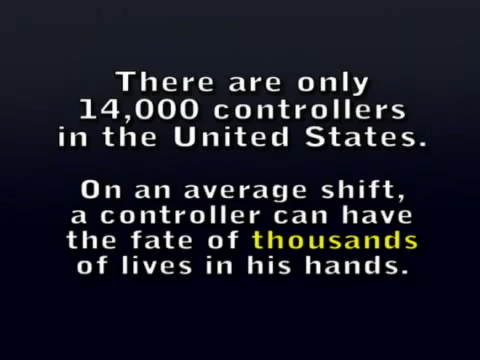 There are only
14,000 controllers
in the United States.
On an average shift,
a controller can have
the fate of thousands
of lives in his hands.